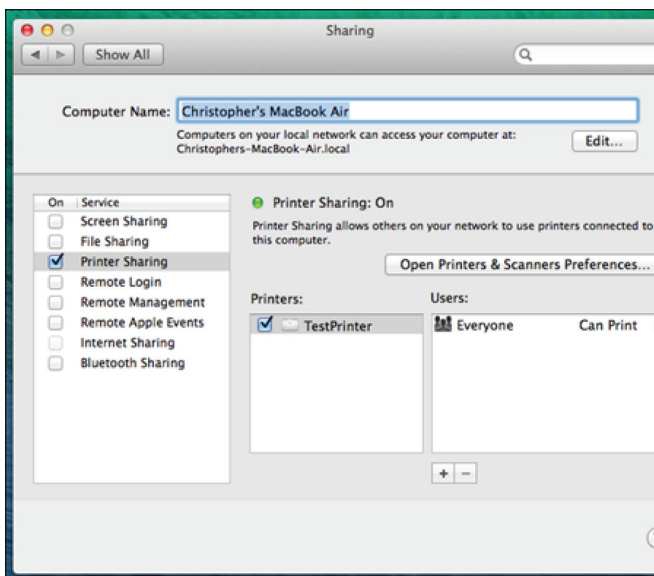 Sharing
Show All
Computer Name: Christopher's MacBook Air
Computers on your local network can access your computer at:
Christophers-MacBook-Air.local
Edit...
On Service
Screen Sharing
File Sharing
Printer Sharing
Remote Login
Remote Management
Remote Apple Events
Internet Sharing
Bluetooth Sharing
Printer Sharing: On
Printer Sharing allows others on your network to use printers connected to
this computer.
Open Printers & Scanners Preferences...
Printers:
TestPrinter
Users:
Everyone Can Print
+ −